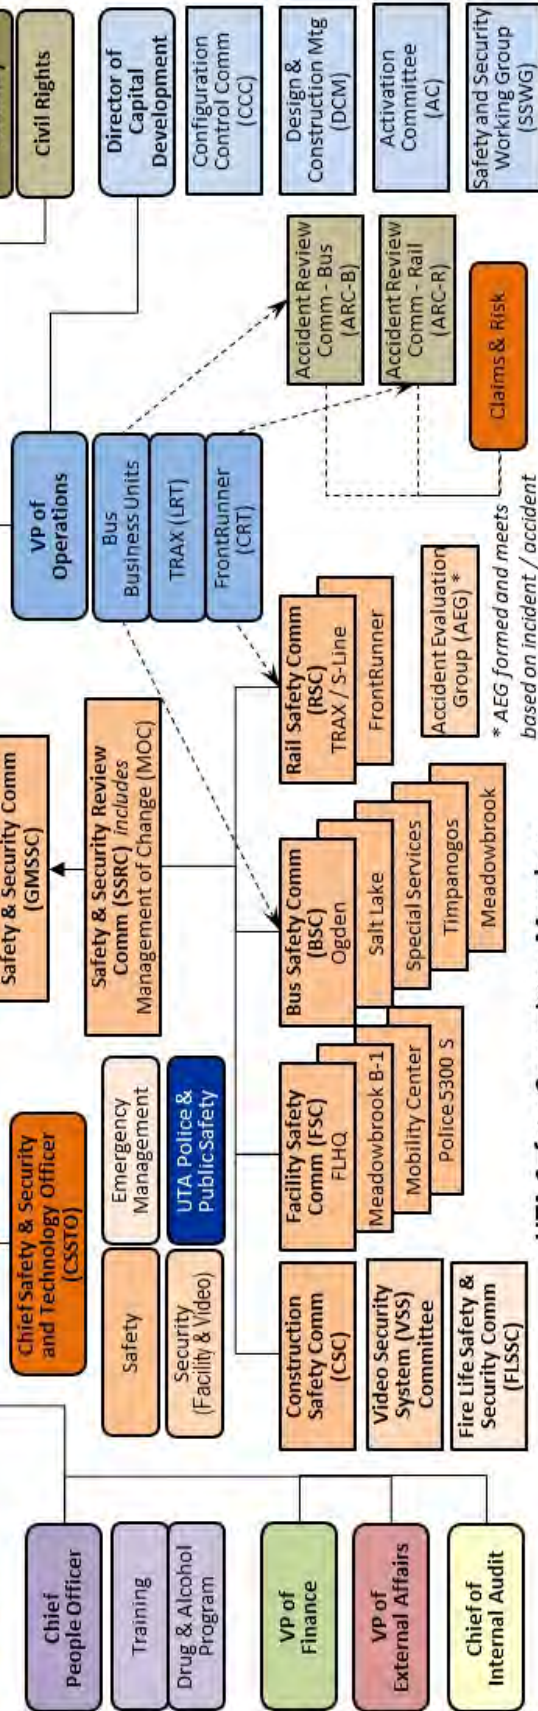 Chief
People Officer
Training
Drug & Alcohol
Program
VP of
Finance
VP of
External Affairs
Chief of
Internal Audit
Chief Safety & Security
and Technology Officer
(CSSTO)
Safety
Emergency
Management
Security
(Facility & Video)
UTA Police &
Public Safety
Safety & Security Comm
(GMSSC)
Safety & Security Review
Comm (SSRC) includes
Management of Change (MOC)
Construction
Safety Comm
(CSC)
Video Security
System (VSS)
Committee
Fire Life Safety &
Security Comm
(FLSSC)
Facility Safety
Comm (FSC)
FLHQ
Meadowbrook B-1
Mobility Center
Police5300 S
Bus Safety Comm
(BSC)
Ogden
Salt Lake
Special Services
Timpanogos
Meadowbrook
Rail Safety Comm
(RSC)
TRAX / S-Line
FrontRunner
Accident Evaluation
Group (AEG) *
* AEG formed and meets
based on incident / accident
VP of
Operations
Bus
Business Units
TRAX (LRT)
FrontRunner
(CRT)
Accident Review
Comm - Bus
(ARC-B)
Accident Review
Comm - Rail
(ARC-R)
Claims & Risk
Civil Rights
Director of
Capital
Development
Configuration
Control Comm
(CCC)
Design &
Construction Mtg
(DCM)
Activation
Committee
(AC)
Safety and Security
Working Group
(SSWG)